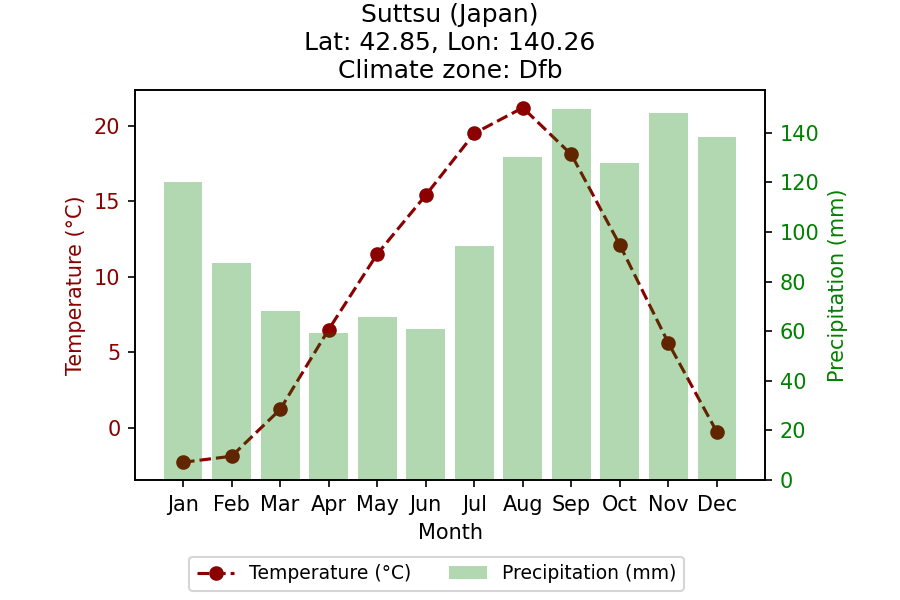 Suttsu (Japan)
Lat: 42.85, Lon: 140.26
Climate zone: Dfb
Temperature (°C)
20
15
10
5
0
140
120
100
80
60
40
20
0
Precipitation (mm)
Jan Feb Mar Apr May Jun Jul Aug Sep Oct Nov Dec
Month
Temperature (°C) Precipitation (mm)